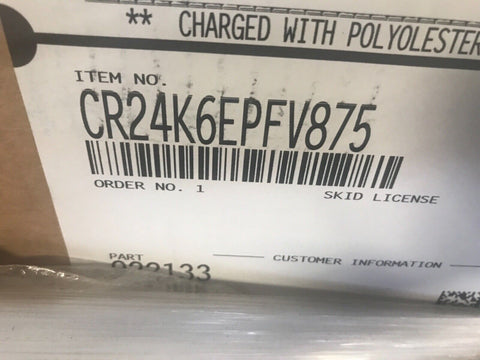 ** CHARGED WITH POLYOLESTER
ITEM NO.
CR24K6EPFV875
ORDER NO. 1
SKID LICENSE
PART
CUSTOMER INFORMATION